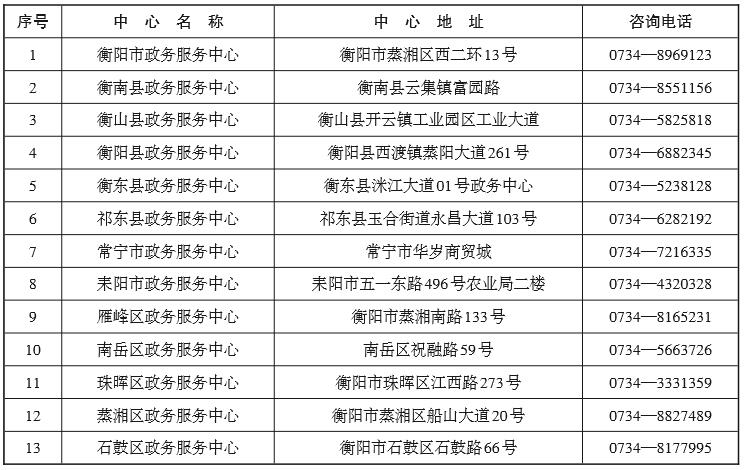 序号 中心名称 中心地址 咨询电话
1 衡阳市政务服务中心 衡阳市蒸湘区西二环13号 0734—8969123
2 衡南县政务服务中心 衡南县云集镇富园路 0734—8551156
3 衡山县政务服务中心 衡山县开云镇工业园区工业大道 0734—5825818
4 衡阳县政务服务中心 衡阳县西渡镇蒸阳大道261号 0734—6882345
5 衡东县政务服务中心 衡东县洣江大道01号政务中心 0734—5238128
6 祁东县政务服务中心 祁东县玉合街道永昌大道103号 0734—6282192
7 常宁市政务服务中心 常宁市华岁商贸城 0734—7216335
8 耒阳市政务服务中心 耒阳市五一东路496号农业局二楼 0734—4320328
9 雁峰区政务服务中心 衡阳市蒸湘南路133号 0734—8165231
10 南岳区政务服务中心 南岳区祝融路59号 0734—5663726
11 珠晖区政务服务中心 衡阳市珠晖区江西路273号 0734—3331359
12 蒸湘区政务服务中心 衡阳市蒸湘区船山大道20号 0734—8827489
13 石鼓区政务服务中心 衡阳市石鼓区石鼓路66号 0734—8177995